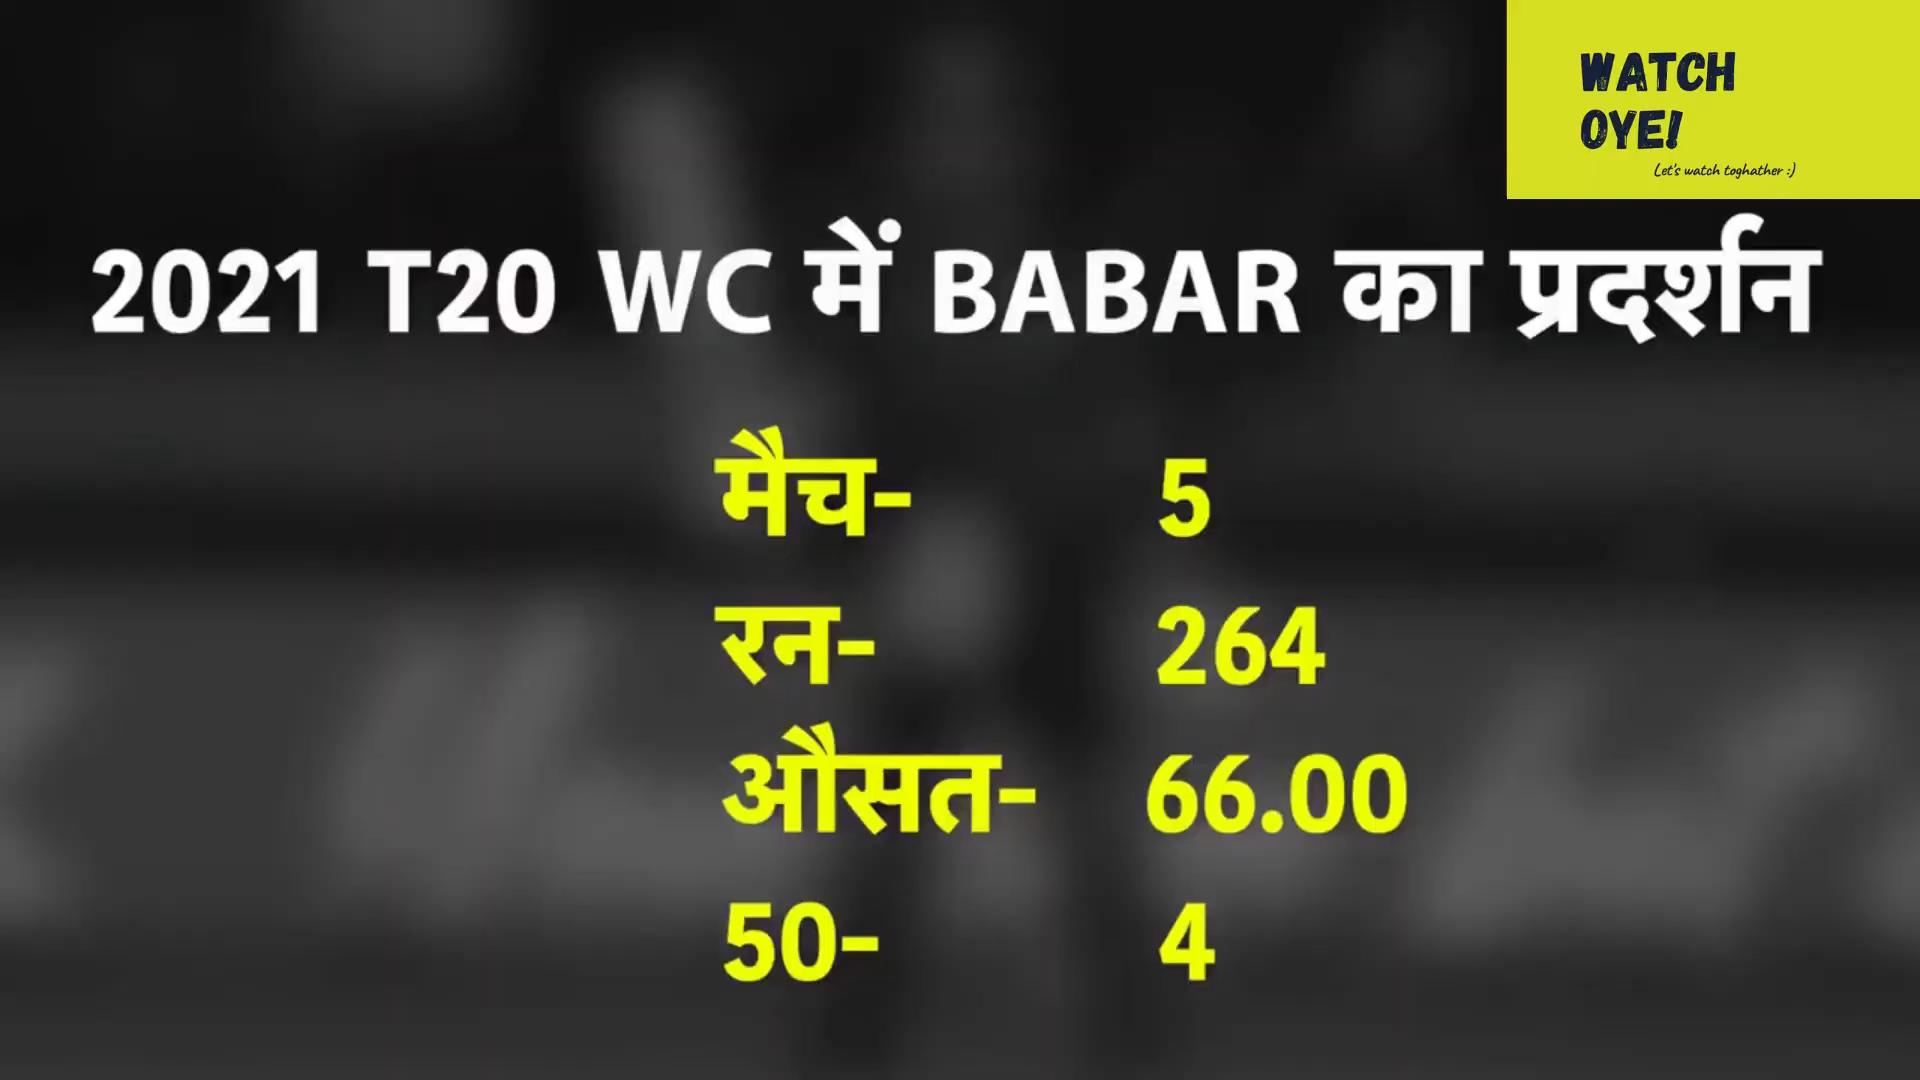 WATCH
OYE!
Let's watch toghather :)
2021 T20 WC में BABAR का प्रदर्शन
मैच- 5
रन- 264
औसत- 66.00
50- 4